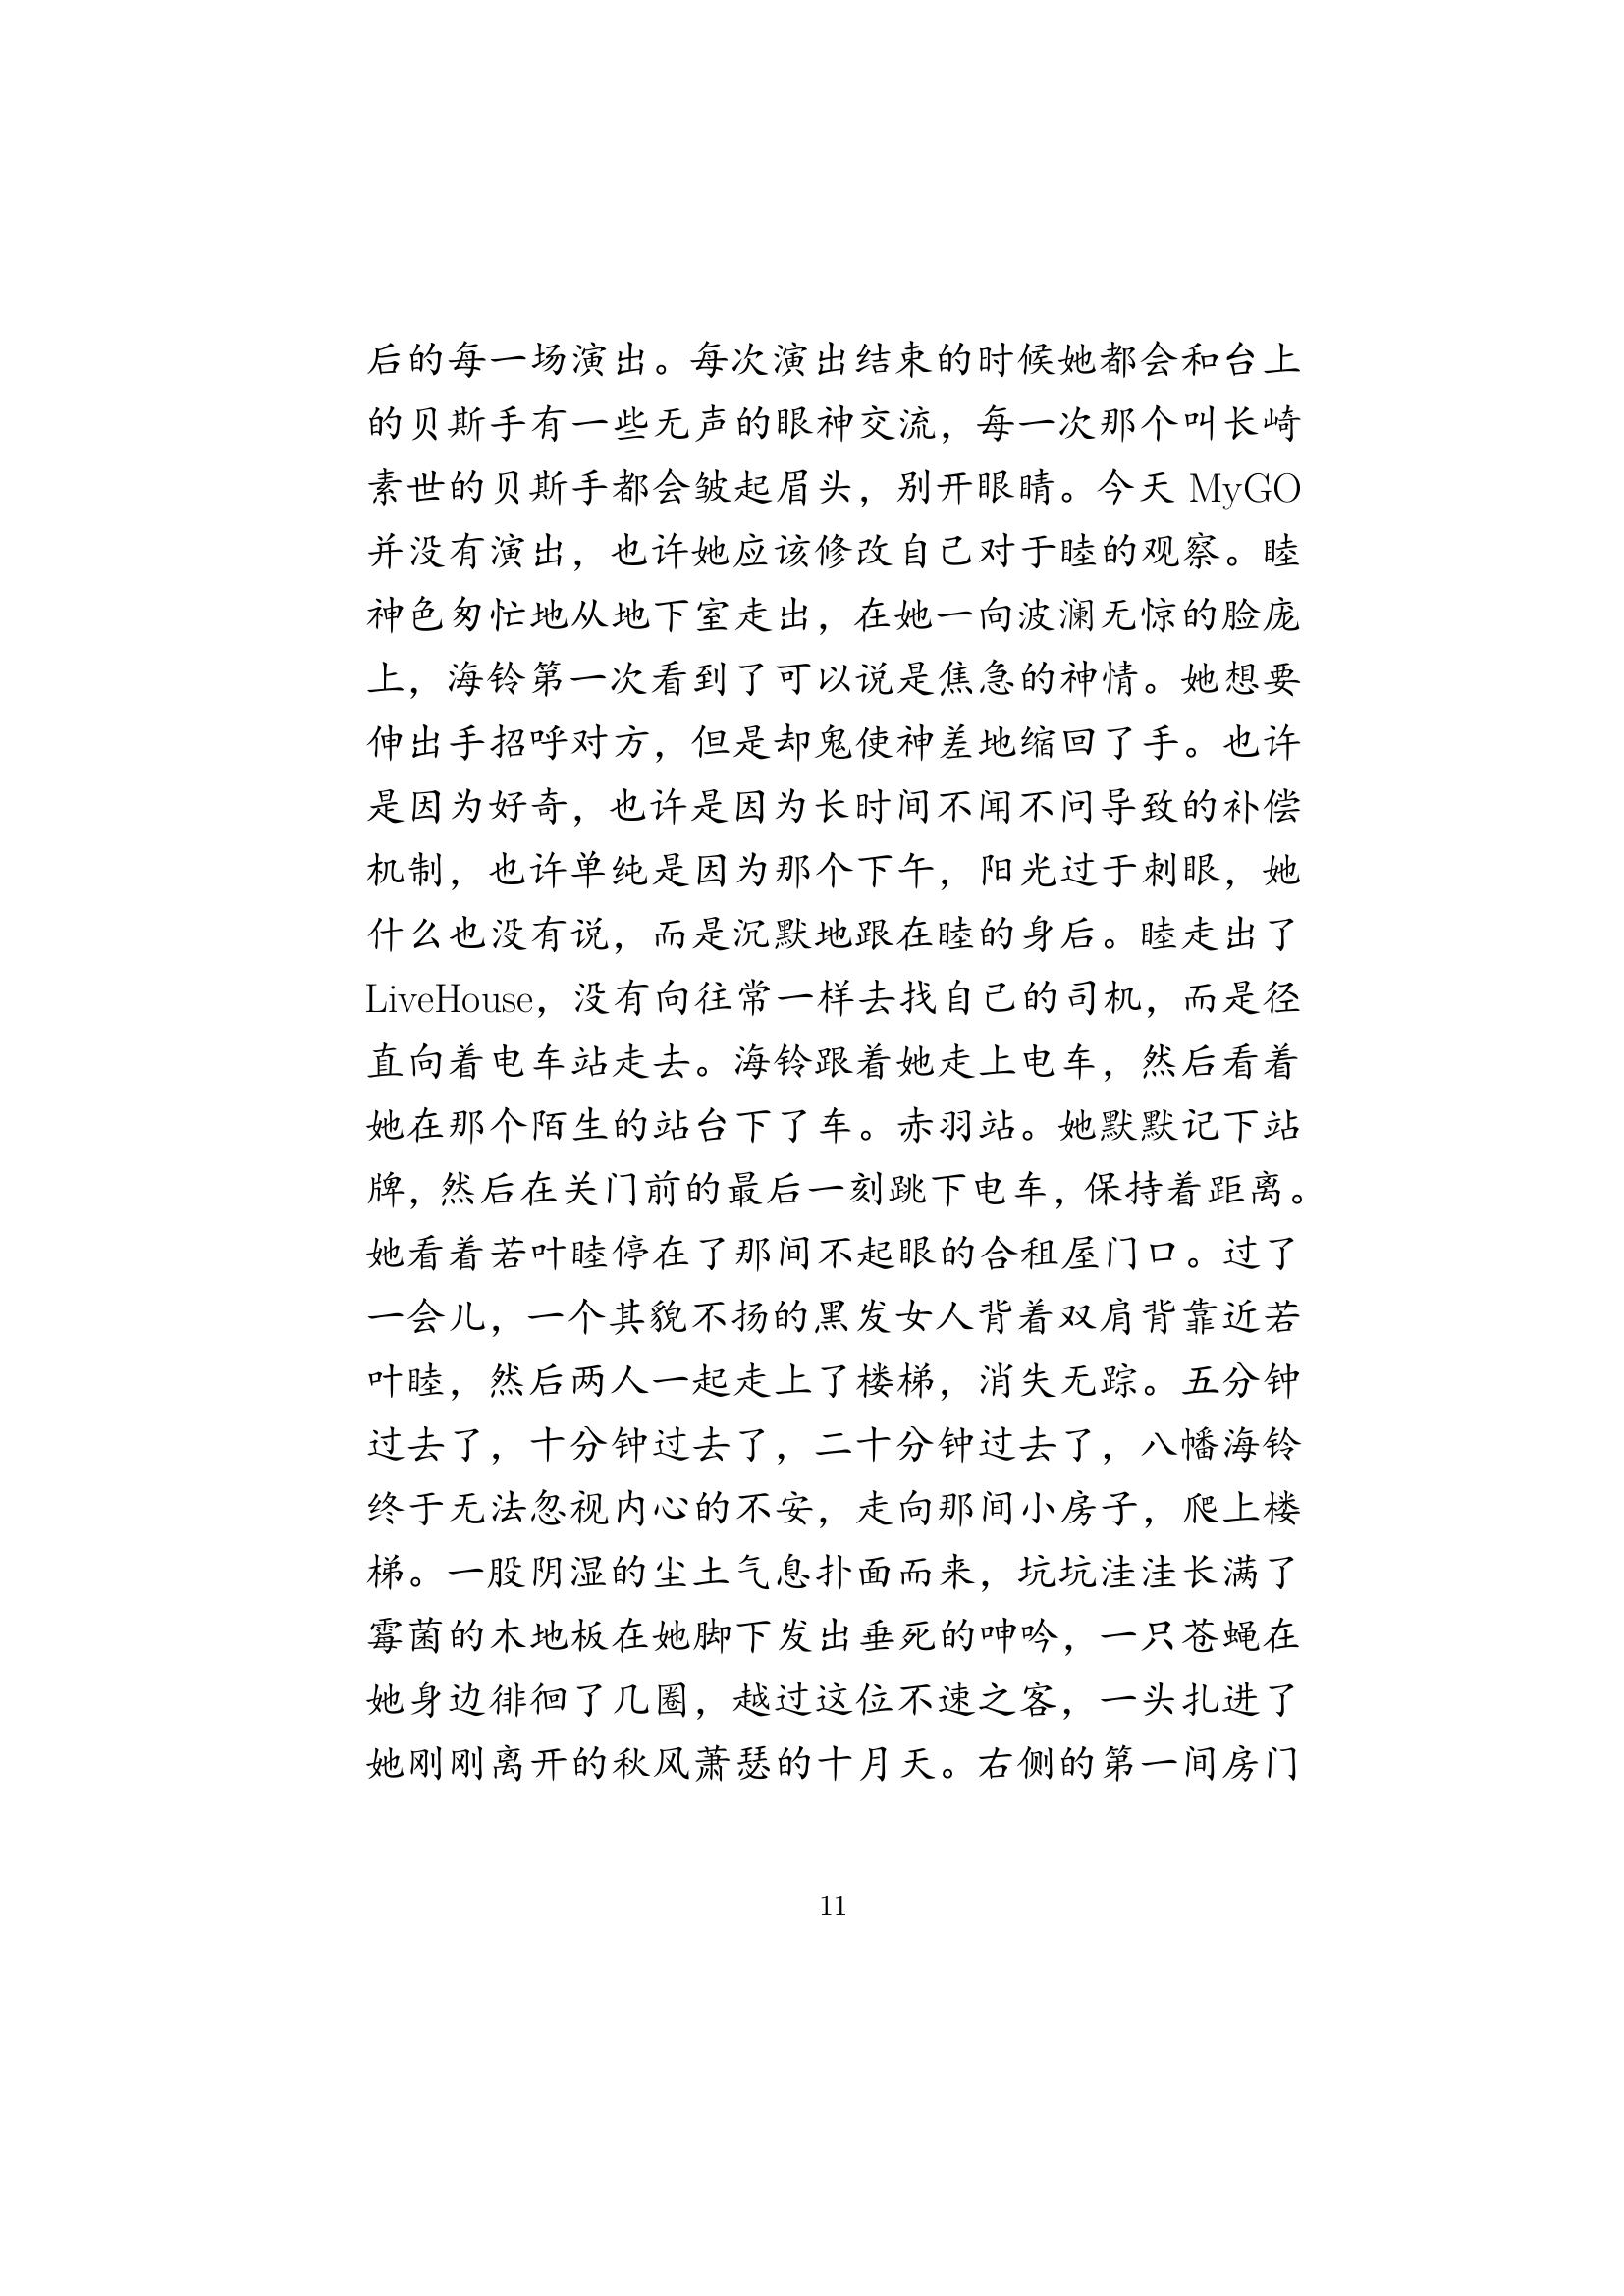 后的每一场演出。每次演出结束的时候她都会和台上
的贝斯手有一些无声的眼神交流，每一次那个叫长崎
素世的贝斯手都会皱起眉头，别开眼睛。今天 MyGO
并没有演出，也许她应该修改自己对于睦的观察。睦
神色匆忙地从地下室走出，在她一向波澜无惊的脸庞
上，海铃第一次看到了可以说是焦急的神情。她想要
伸出手招呼对方，但是却鬼使神差地缩回了手。也许
是因为好奇，也许是因为长时间不闻不问导致的补偿
机制，也许单纯是因为那个下午，阳光过于刺眼，她
什么也没有说，而是沉默地跟在睦的身后。睦走出了
LiveHouse，没有向往常一样去找自己的司机，而是径
直向着电车站走去。海铃跟着她走上电车，然后看着
她在那个陌生的站台下了车。赤羽站。她默默记下站
牌，然后在关门前的最后一刻跳下电车，保持着距离。
她看着若叶睦停在了那间不起眼的合租屋门口。过了
一会儿，一个其貌不扬的黑发女人背着双肩背靠近若
叶睦，然后两人一起走上了楼梯，消失无踪。五分钟
过去了，十分钟过去了，二十分钟过去了，八幡海铃
终于无法忽视内心的不安，走向那间小房子，爬上楼
梯。一股阴湿的尘土气息扑面而来，坑坑洼洼长满了
霉菌的木地板在她脚下发出垂死的呻吟，一只苍蝇在
她身边徘徊了几圈，越过这位不速之客，一头扎进了
她刚刚离开的秋风萧瑟的十月天。右侧的第一间房门
11